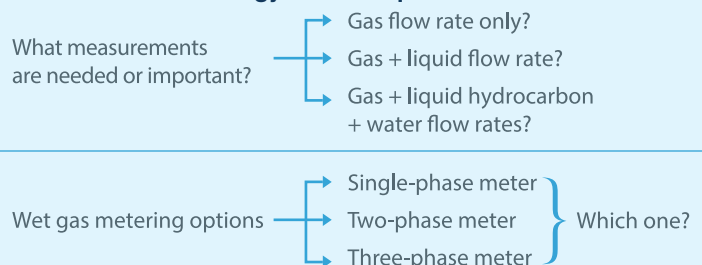 Gas flow rate only?
What measurements
are needed or important?
Gas + liquid flow rate?
Gas + liquid hydrocarbon
+ water flow rates?
Wet gas metering options
Single-phase meter
Two-phase meter
Three-phase meter
Which one?